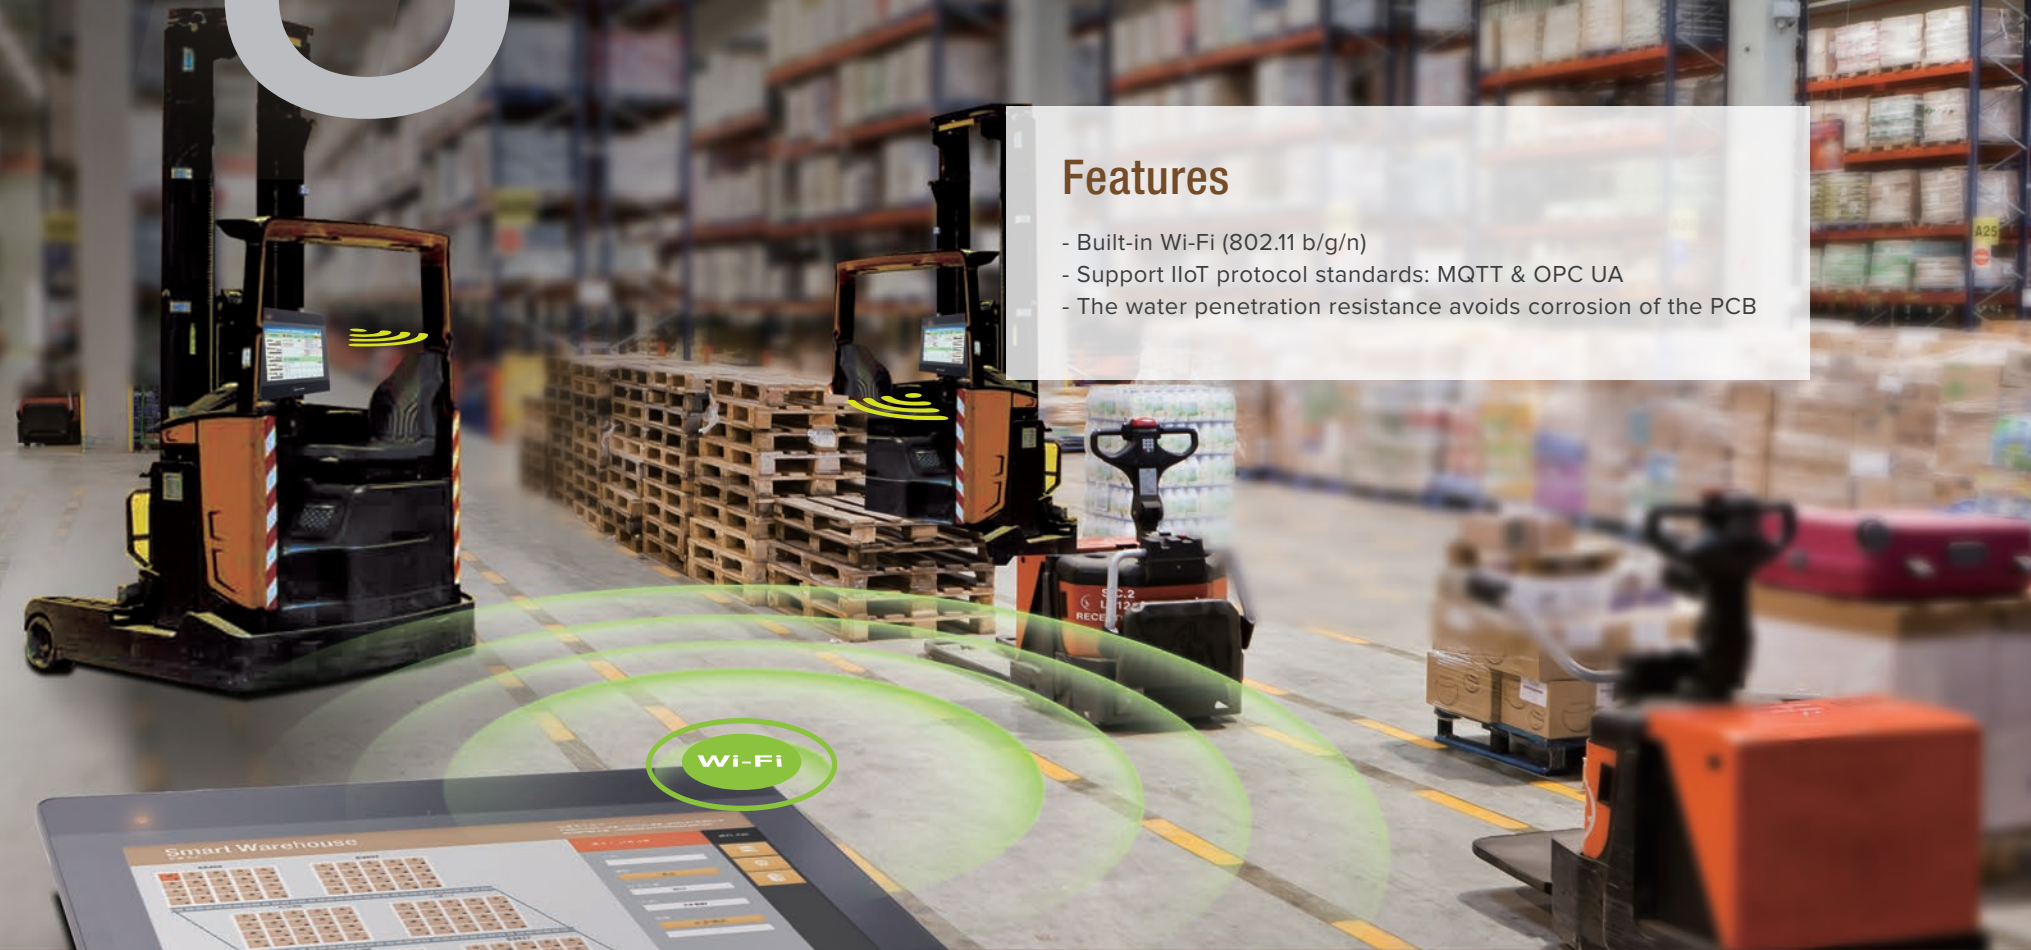 Features
- Built-in Wi-Fi (802.11 b/g/n)
- Support IIoT protocol standards: MQTT & OPC UA
- The water penetration resistance avoids corrosion of the PCB
A25
Wi-Fi
Smart Warehouse